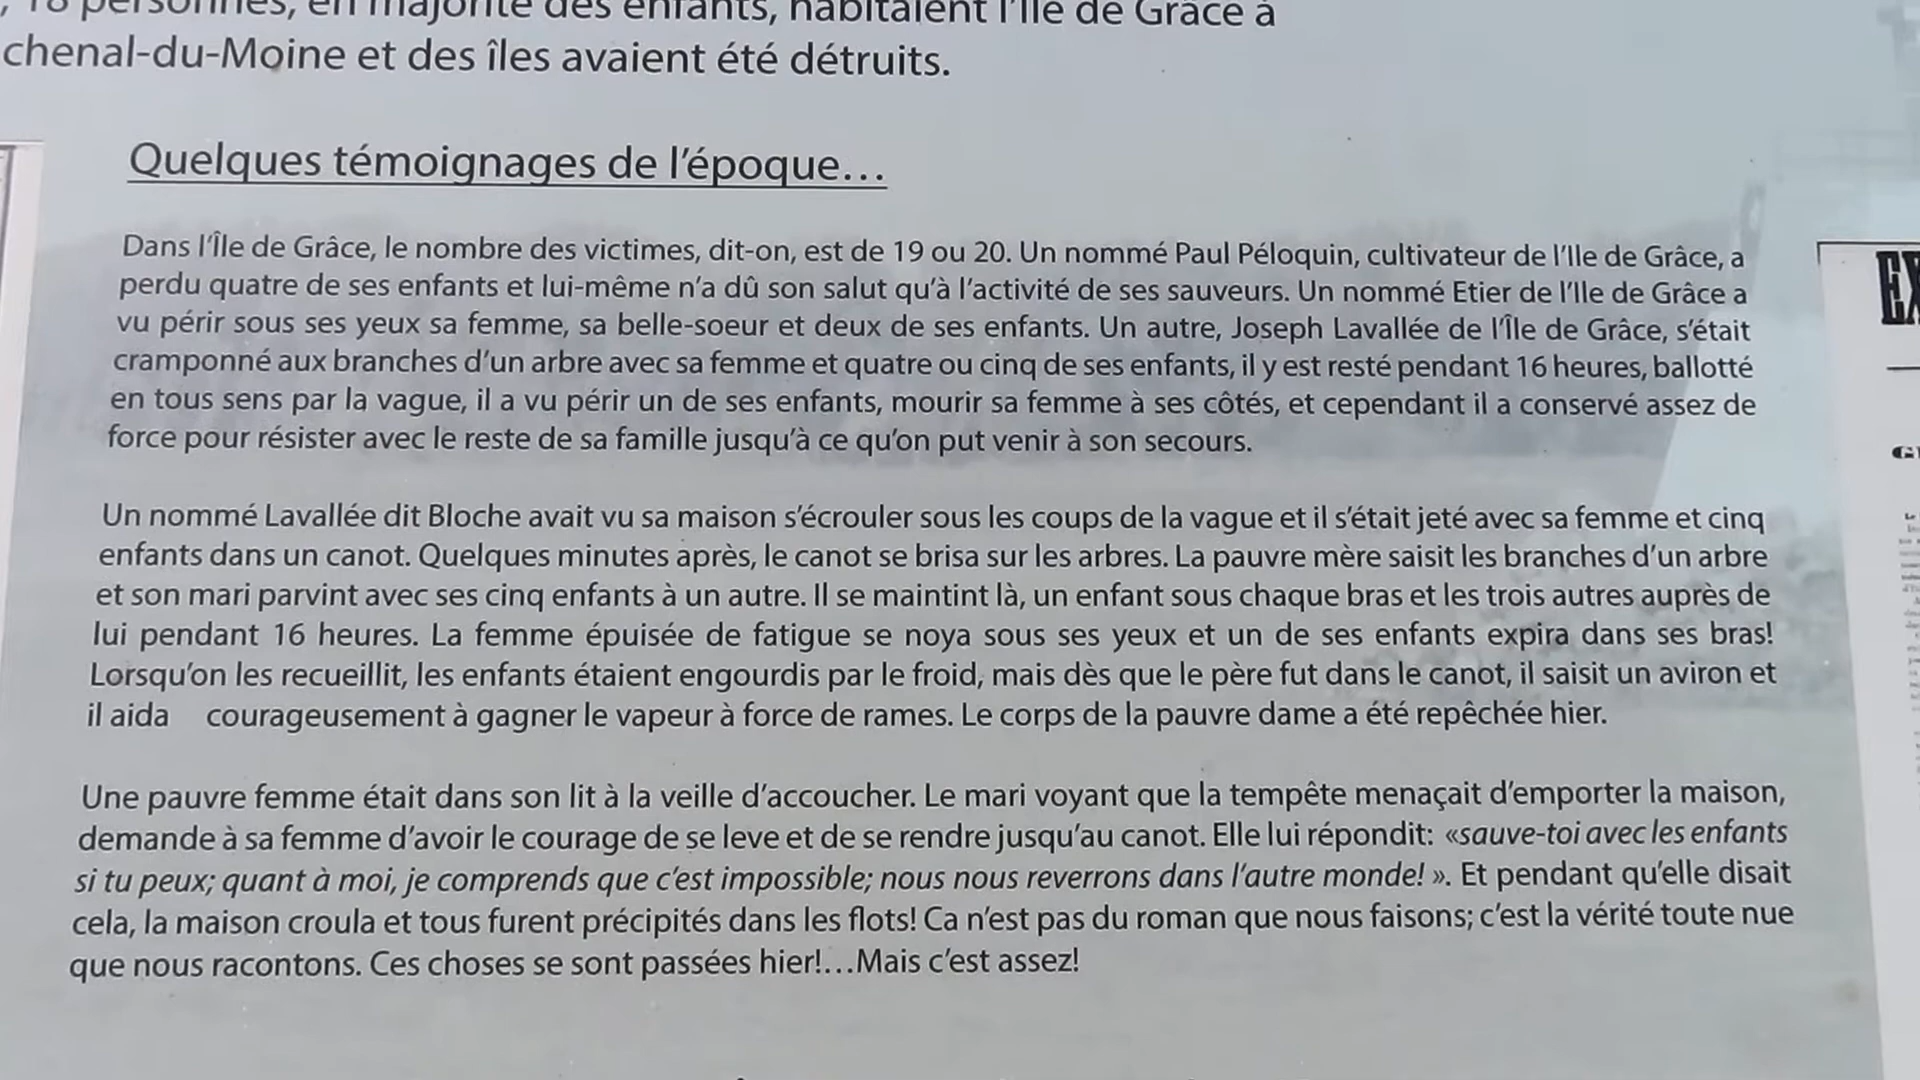 18 personnes, en majorité des enfants, habitaient l'Île de Grâce à
chenal-du-Moine et des îles avaient été détruits.
Quelques témoignages de l'époque...
Dans l'Île de Grâce, le nombre des victimes, dit-on, est de 19 ou 20. Un nommé Paul Péloquin, cultivateur de l'Ile de Grâce, a
perdu quatre de ses enfants et lui-même n'a dû son salut qu'à l'activité de ses sauveurs. Un nommé Etier de l'Ile de Grâce a
vu périr sous ses yeux sa femme, sa belle-soeur et deux de ses enfants. Un autre, Joseph Lavallée de l'Île de Grâce, s'était
cramponné aux branches d'un arbre avec sa femme et quatre ou cinq de ses enfants, il y est resté pendant 16 heures, ballotté
en tous sens par la vague, il a vu périr un de ses enfants, mourir sa femme à ses côtés, et cependant il a conservé assez de
force pour résister avec le reste de sa famille jusqu'à ce qu'on put venir à son secours.
Un nommé Lavallée dit Bloche avait vu sa maison s'écrouler sous les coups de la vague et il s'était jeté avec sa femme et cinq
enfants dans un canot. Quelques minutes après, le canot se brisa sur les arbres. La pauvre mère saisit les branches d'un arbre
et son mari parvint avec ses cinq enfants à un autre. Il se maintint là, un enfant sous chaque bras et les trois autres auprès de
lui pendant 16 heures. La femme épuisée de fatigue se noya sous ses yeux et un de ses enfants expira dans ses bras!
Lorsqu'on les recueillit, les enfants étaient engourdis par le froid, mais dès que le père fut dans le canot, il saisit un aviron et
il aida courageusement à gagner le vapeur à force de rames. Le corps de la pauvre dame a été repêchée hier.
Une pauvre femme était dans son lit à la veille d'accoucher. Le mari voyant que la tempête menaçait d'emporter la maison,
demande à sa femme d'avoir le courage de se leve et de se rendre jusqu'au canot. Elle lui répondit: «sauve-toi avec les enfants
si tu peux; quant à moi, je comprends que c'est impossible; nous nous reverrons dans l'autre monde! ». Et pendant qu'elle disait
cela, la maison croula et tous furent précipités dans les flots! Ca n'est pas du roman que nous faisons; c'est la vérité toute nue
que nous racontons. Ces choses se sont passées hier!...Mais c'est assez!